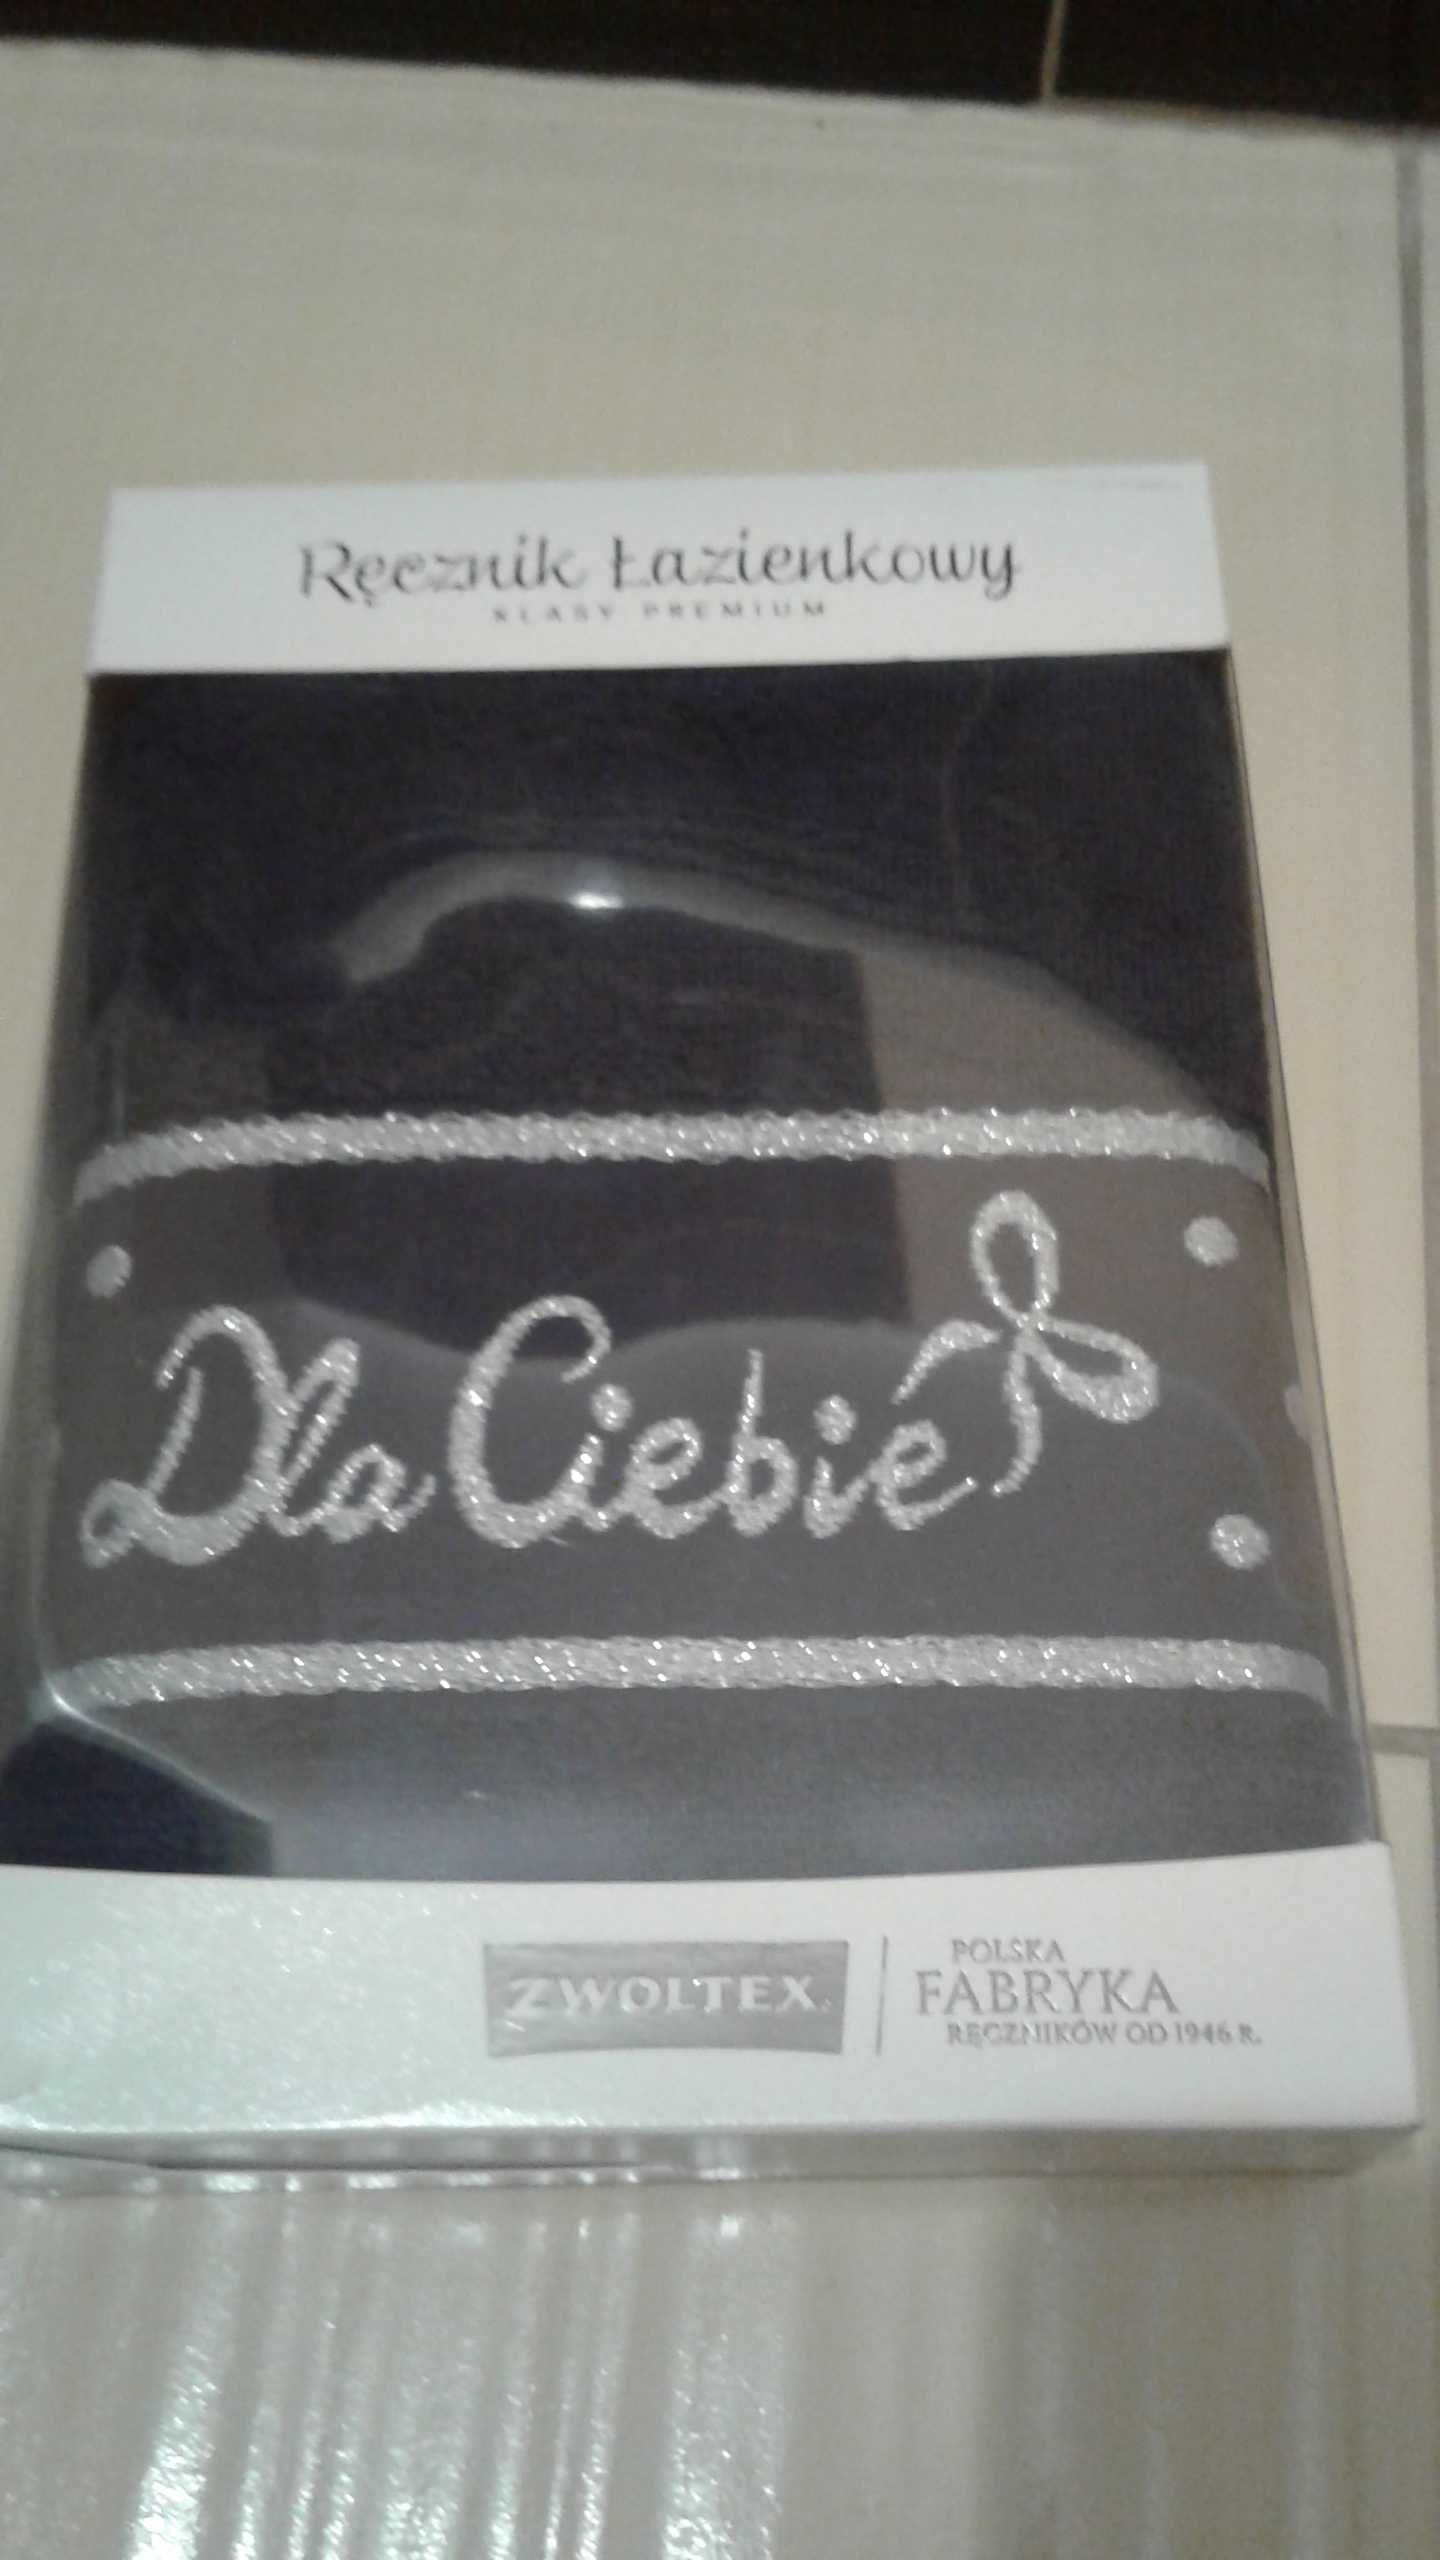 Ręcznik Łazienkowy
KLASY PREMIUM
Dla Ciebie
ZWOLTEX
POLSKA
FABRYKA
RĘCZNIKÓW OD 1946 R.